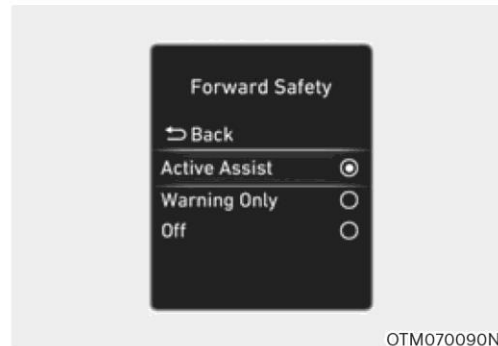 Forward Safety
Back
Active Assist
Warning Only
Off
OTM070090N